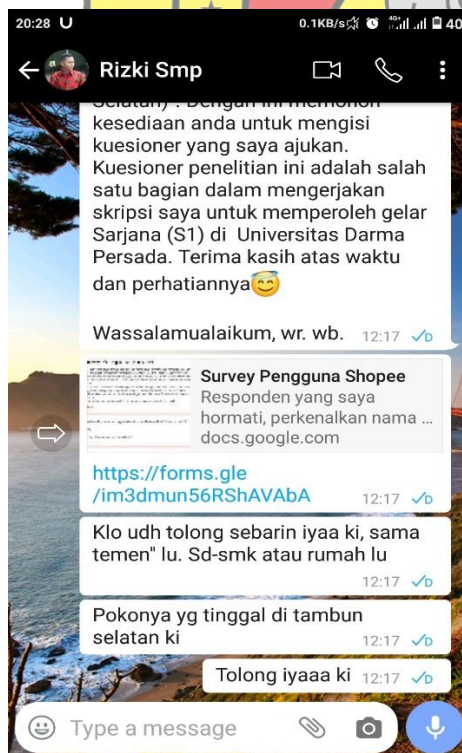 20:28 U 0.1KB/s 4G+ 40
Rizki Smp
Selatan) . Dengan ini memohon
kesediaan anda untuk mengisi
kuesioner yang saya ajukan.
Kuesioner penelitian ini adalah salah
satu bagian dalam mengerjakan
skripsi saya untuk memperoleh gelar
Sarjana (S1) di Universitas Darma
Persada. Terima kasih atas waktu
dan perhatiannya😇
Wassalamualaikum, wr. wb. 12:17
Survey Pengguna Shopee
Responden yang saya
hormati, perkenalkan nama ...
docs.google.com
https://forms.gle
/im3dmun56RShAVAbA 12:17
Klo udh tolong sebarin iyaa ki, sama
temen" lu. Sd-smk atau rumah lu
12:17
Pokonya yg tinggal di tambun
selatan ki 12:17
Tolong iyaaa ki 12:17
Type a message